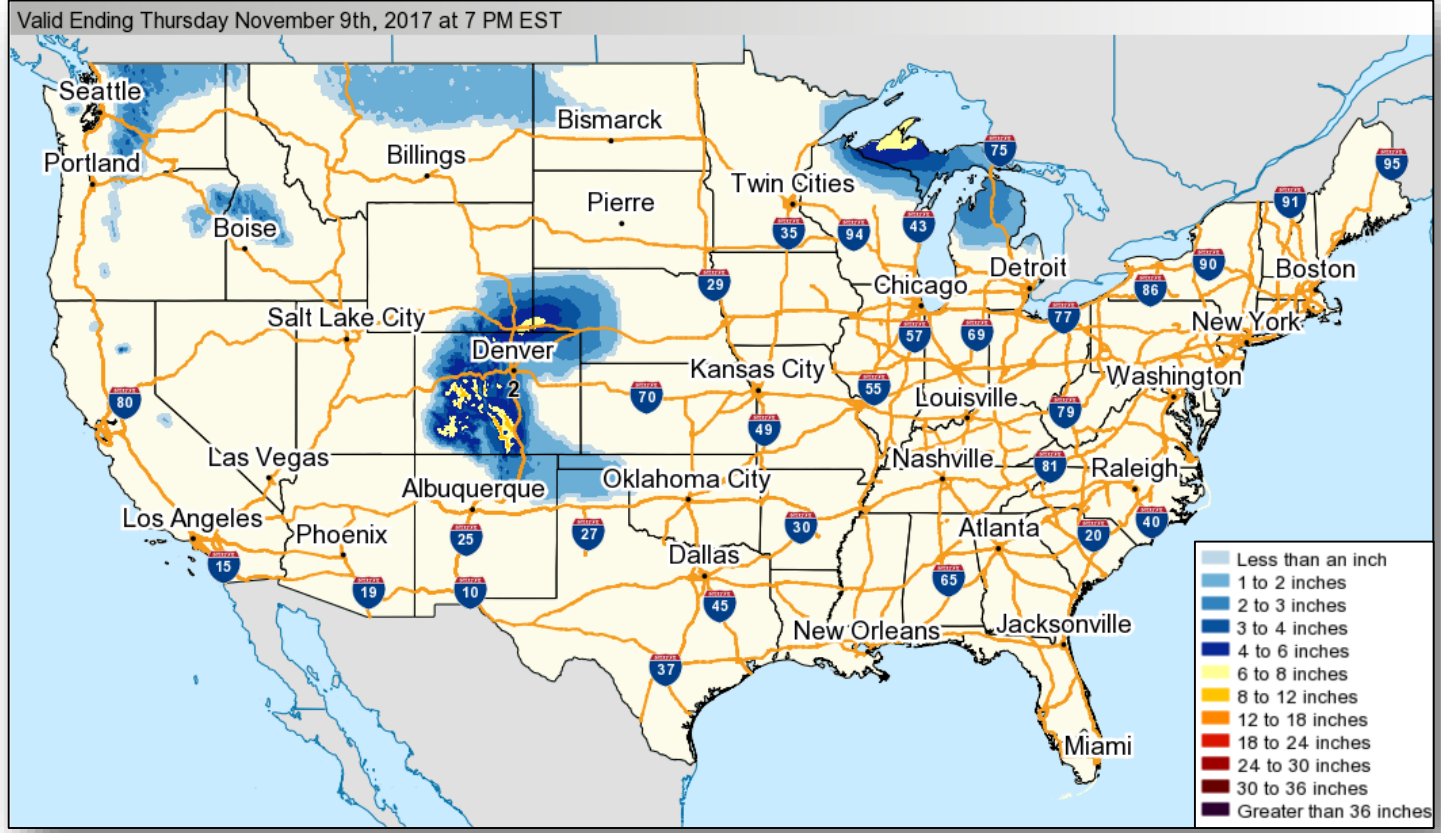 Valid Ending Thursday November 9th, 2017 at 7 PM EST
Seattle
Bismarck
75
Billings
Portland
95
Twin Cities
Pierre
91
Boise
35
94
43
90
Boston
Detroit
29
Chicago
86
Salt Lake City
77
New York
57
69
Denver
Kansas City
Washington
2
55
70
80
Louisville
79
49
Las Vegas
Nashville
81
Raleigh
Oklahoma City
Albuquerque
Los Angeles
30
40
Phoenix
25
27
Atlanta
20
Dallas
15
65
19
10
45
New Orleans
Jacksonville
37
Miami
Less than an inch
1 to 2 inches
2 to 3 inches
3 to 4 inches
4 to 6 inches
6 to 8 inches
8 to 12 inches
12 to 18 inches
18 to 24 inches
24 to 30 inches
30 to 36 inches
Greater than 36 inches